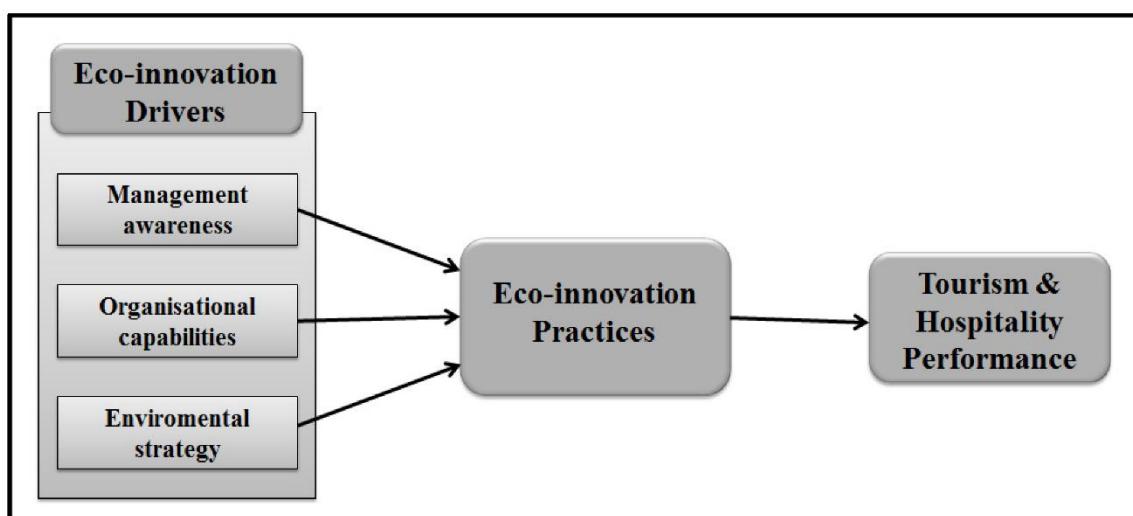 Eco-innovation
Drivers
Management
awareness
Organisational
capabilities
Enviromental
strategy
Eco-innovation
Practices
Tourism &
Hospitality
Performance